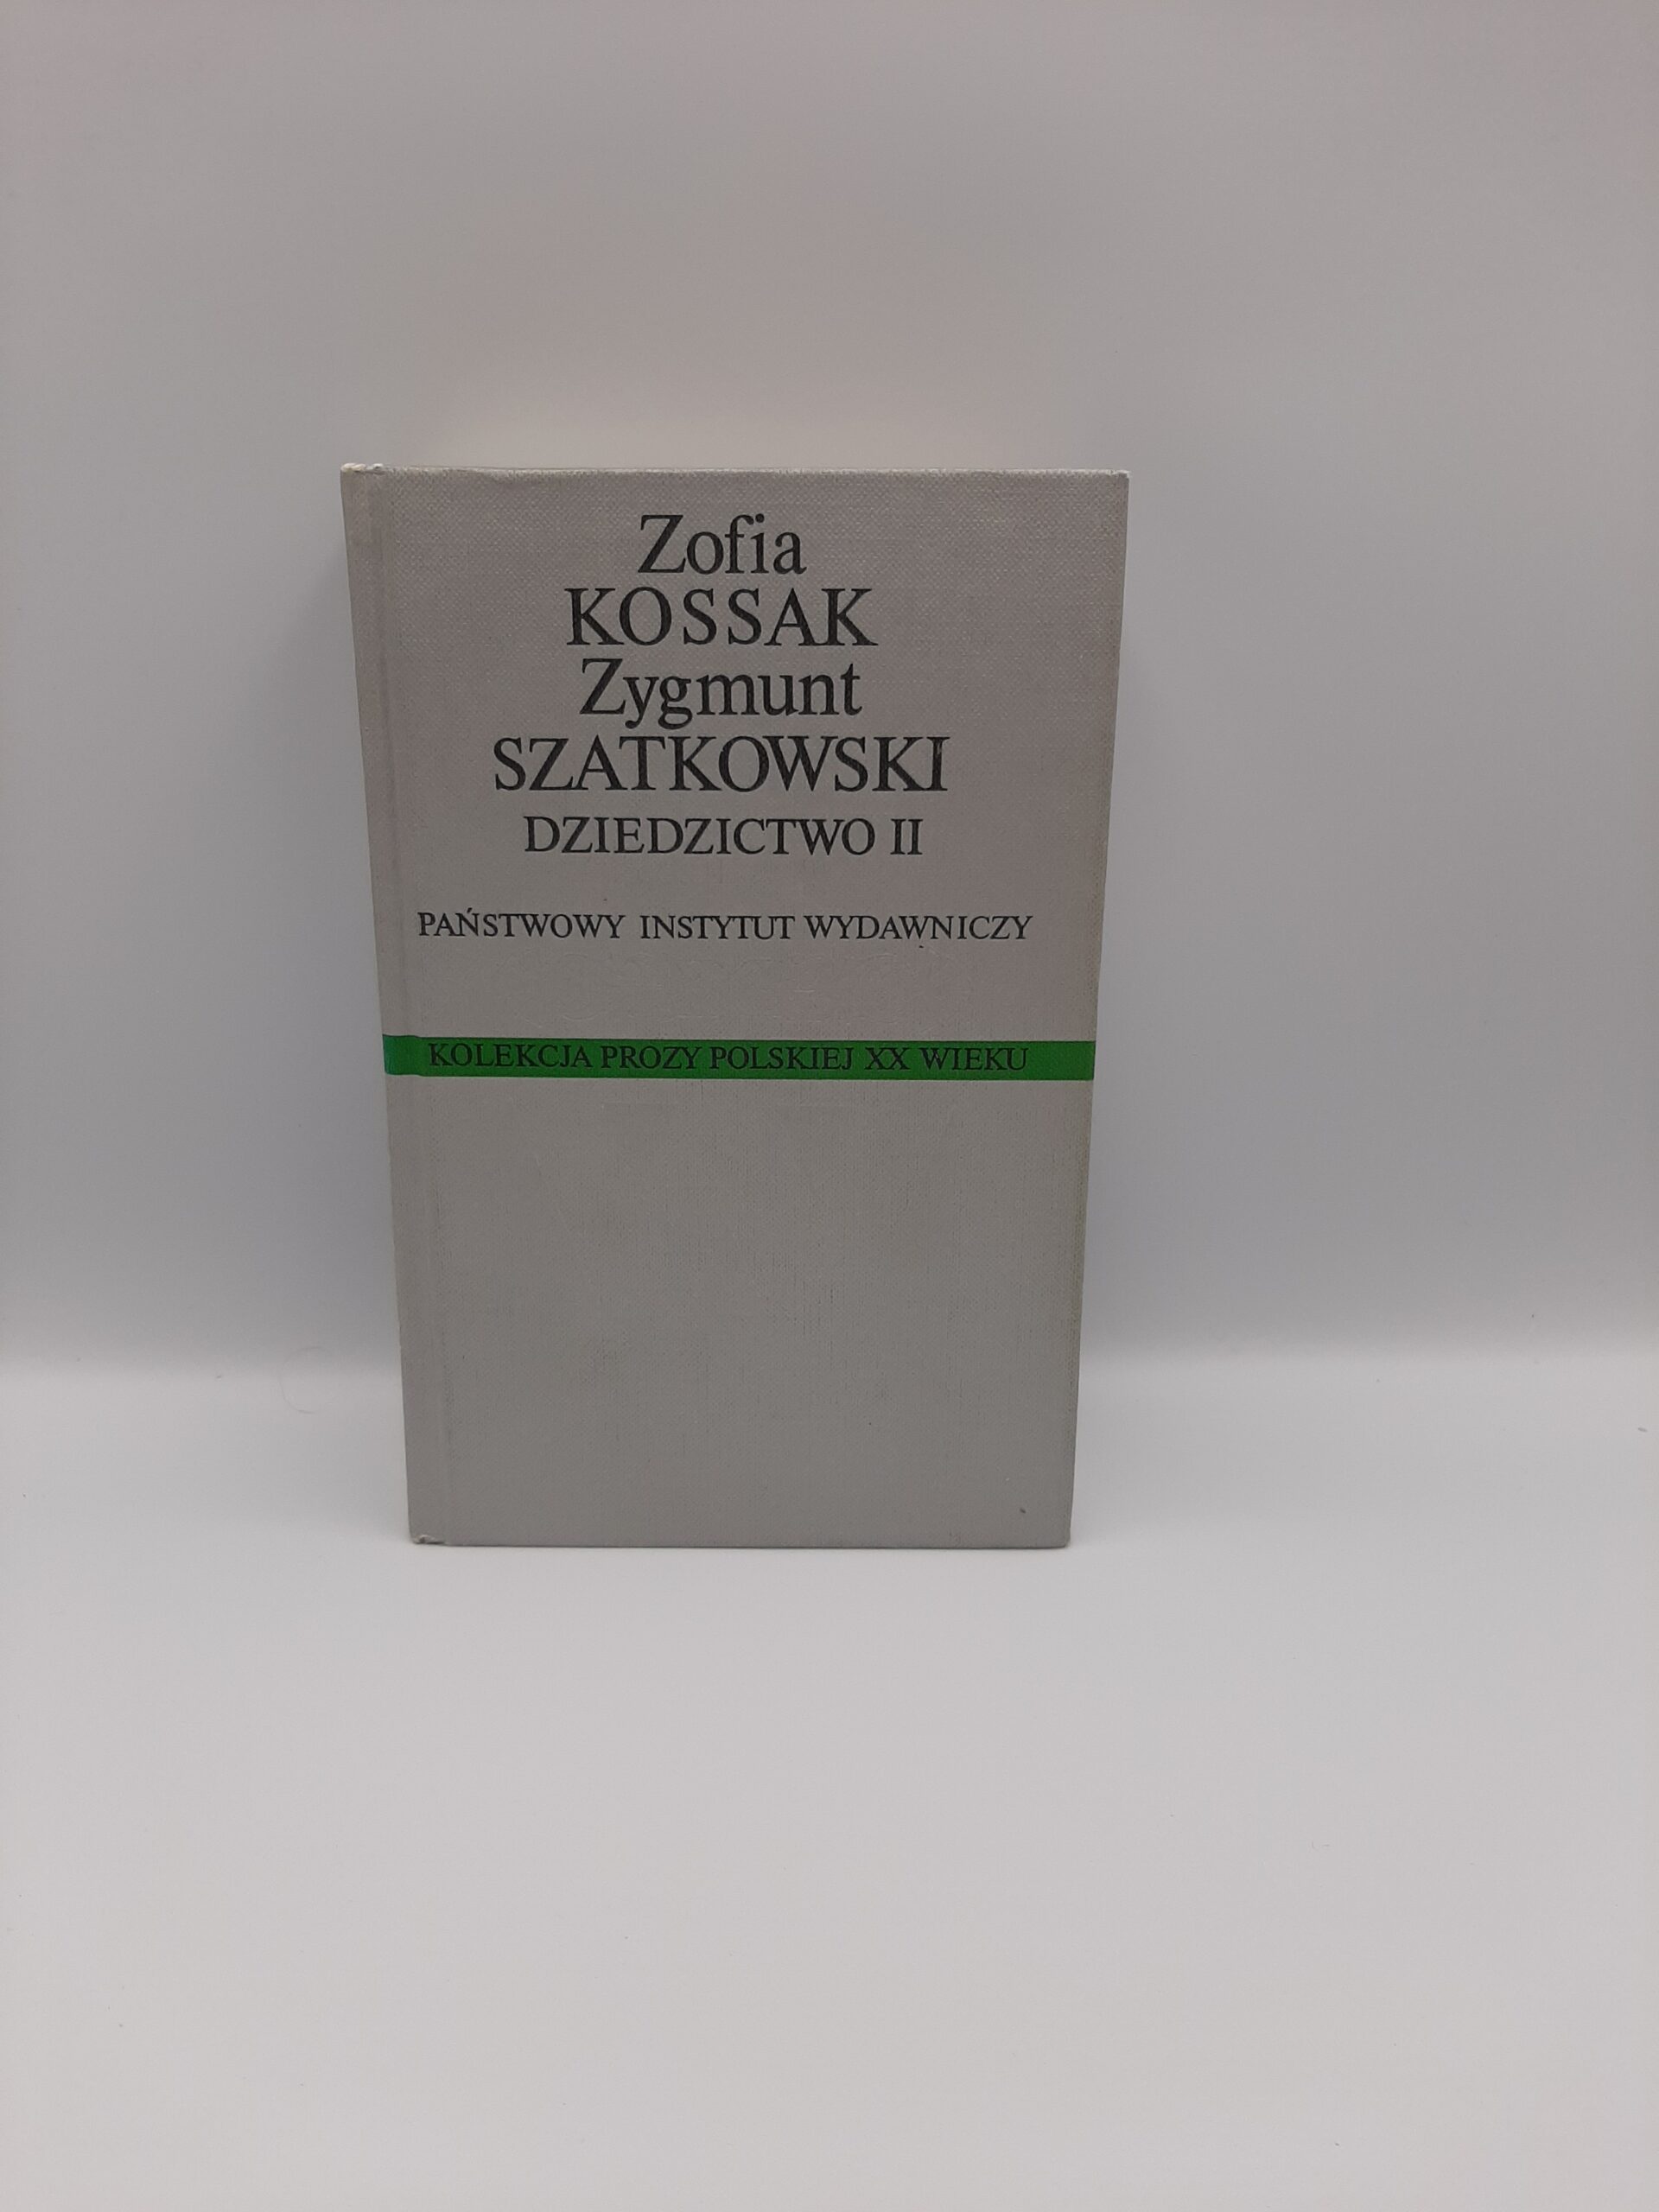 Zofia
KOSSAK
Zygmunt
SZATKOWSKI
DZIEDZICTWO II
PAŃSTWOWY INSTYTUT WYDAWNICZY
KOLEKCJA PROZY POLSKIEJ XX WIEKU